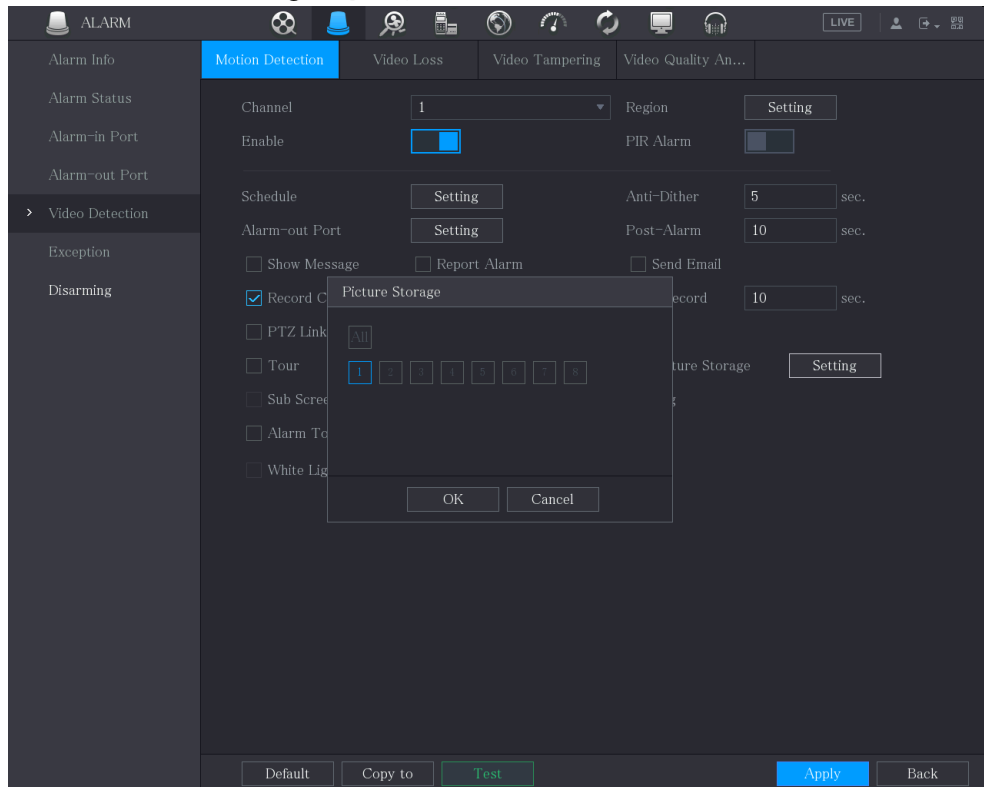 ALARM LIVE
Alarm Info
Alarm Status
Alarm-in Port
Alarm-out Port
Video Detection
Exception
Disarming
Motion Detection Video Loss Video Tampering Video Quality An...
Channel 1 Region Setting
Enable PIR Alarm
Schedule Setting Anti-Dither 5 sec.
Alarm-out Port Setting Post-Alarm 10 sec.
Show Message Report Alarm Send Email
Record C ecord 10 sec.
PTZ Link
Tour ture Storage Setting
Sub Scree g
Alarm To
White Lig
Picture Storage
All
1 2 3 4 5 6 7 8
OK Cancel
Default Copy to Test Apply Back